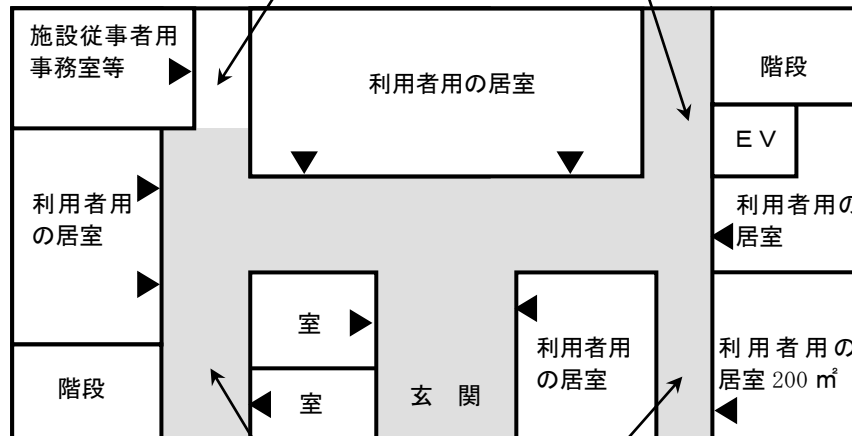 施設従事者用
事務室等
利用者用の居室
階段
ＥＶ
利用者用
の居室
利用者用の
居室
室
利用者用
の居室
利用者用の
居室 200 ㎡
階段
室
玄　関